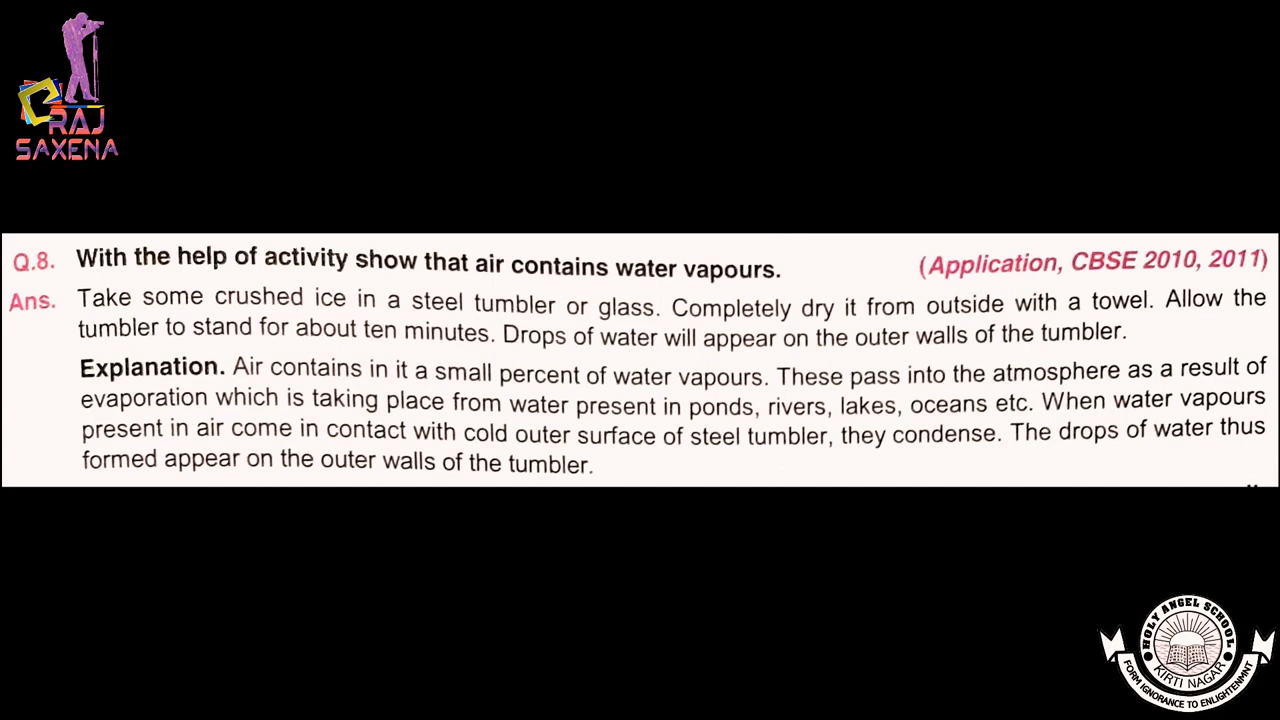 RAJ
SAXENA
Q.8. With the help of activity show that air contains water vapours. (Application, CBSE 2010, 2011)
Ans. Take some crushed ice in a steel tumbler or glass. Completely dry it from outside with a towel. Allow the
tumbler to stand for about ten minutes. Drops of water will appear on the outer walls of the tumbler.
Explanation. Air contains in it a small percent of water vapours. These pass into the atmosphere as a result of
evaporation which is taking place from water present in ponds, rivers, lakes, oceans etc. When water vapours
present in air come in contact with cold outer surface of steel tumbler, they condense. The drops of water thus
formed appear on the outer walls of the tumbler.
HOLY ANGEL SCHOOL
KIRTI NAGAR
FORM IGNORANCE TO ENLIGHTENMNT